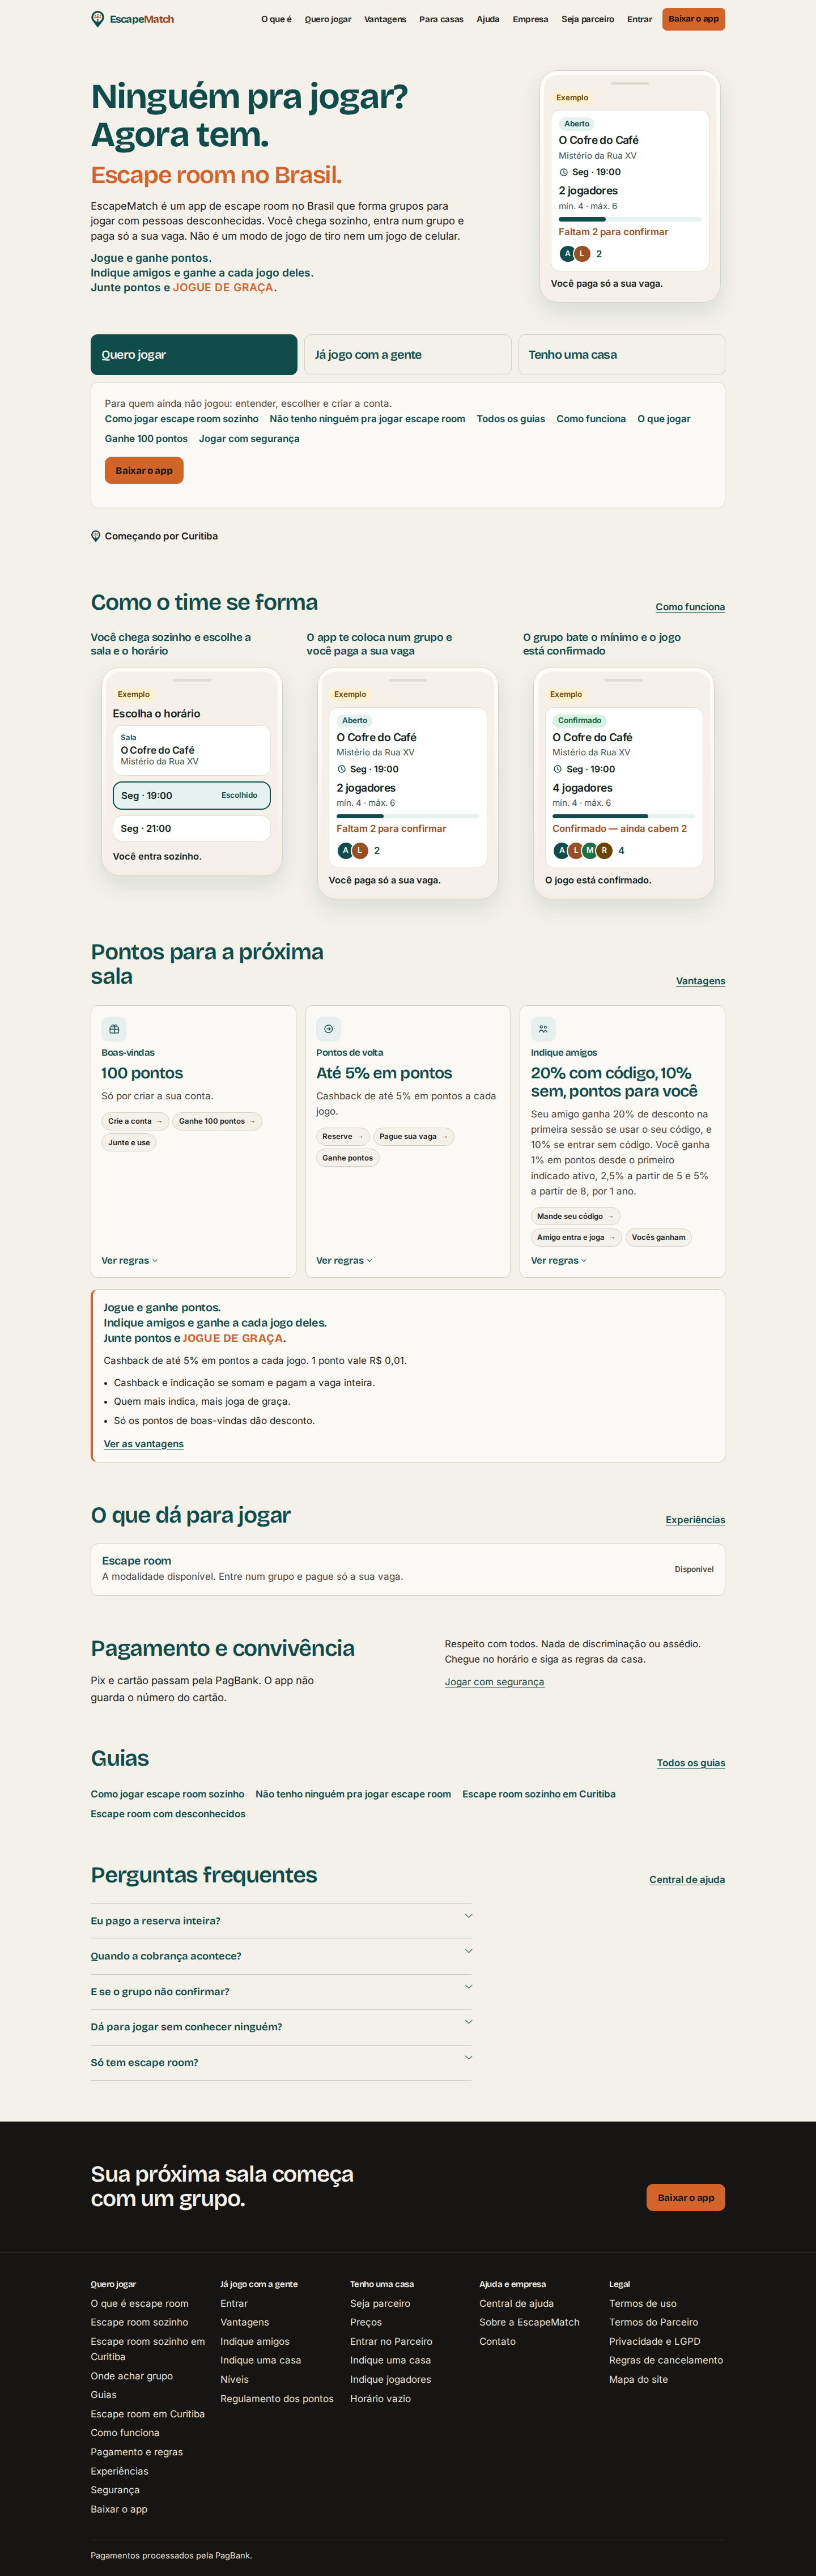 EscapeMatch
O que é
Quero jogar
Vantagens
Para casas
Ajuda
Empresa
Seja parceiro
Entrar
Baixar o app
Ninguém pra jogar?
Agora tem.
Escape room no Brasil.
EscapeMatch é um app de escape room no Brasil que forma grupos para
jogar com pessoas desconhecidas. Você chega sozinho, entra num grupo e
paga só a sua vaga. Não é um modo de jogo de tiro nem um jogo de celular.
Jogue e ganhe pontos.
Indique amigos e ganhe a cada jogo deles.
Junte pontos e JOGUE DE GRAÇA.
Exemplo
Aberto
O Cofre do Café
Mistério da Rua XV
Seg · 19:00
2 jogadores
mín. 4 · máx. 6
Faltam 2 para confirmar
A L 2
Você paga só a sua vaga.
Quero jogar
Já jogo com a gente
Tenho uma casa
Para quem ainda não jogou: entender, escolher e criar a conta.
Como jogar escape room sozinho Não tenho ninguém pra jogar escape room Todos os guias Como funciona O que jogar
Ganhe 100 pontos Jogar com segurança
Baixar o app
Começando por Curitiba
Como o time se forma
Como funciona
Você chega sozinho e escolhe a
sala e o horário
Exemplo
Escolha o horário
Sala
O Cofre do Café
Mistério da Rua XV
Seg · 19:00 Escolhido
Seg · 21:00
Você entra sozinho.
O app te coloca num grupo e
você paga a sua vaga
Exemplo
Aberto
O Cofre do Café
Mistério da Rua XV
Seg · 19:00
2 jogadores
mín. 4 · máx. 6
Faltam 2 para confirmar
A L 2
Você paga só a sua vaga.
O grupo bate o mínimo e o jogo
está confirmado
Exemplo
Confirmado
O Cofre do Café
Mistério da Rua XV
Seg · 19:00
4 jogadores
mín. 4 · máx. 6
Confirmado — ainda cabem 2
A L M R 4
O jogo está confirmado.
Pontos para a próxima
sala
Vantagens
Boas-vindas
100 pontos
Só por criar a sua conta.
Crie a conta → Ganhe 100 pontos →
Junte e use
Ver regras
Pontos de volta
Até 5% em pontos
Cashback de até 5% em pontos a cada
jogo.
Reserve → Pague sua vaga →
Ganhe pontos
Ver regras
Indique amigos
20% com código, 10%
sem, pontos para você
Seu amigo ganha 20% de desconto na
primeira sessão se usar o seu código, e
10% se entrar sem código. Você ganha
1% em pontos desde o primeiro
indicado ativo, 2,5% a partir de 5 e 5%
a partir de 8, por 1 ano.
Mande seu código →
Amigo entra e joga → Vocês ganham
Ver regras
Jogue e ganhe pontos.
Indique amigos e ganhe a cada jogo deles.
Junte pontos e JOGUE DE GRAÇA.
Cashback de até 5% em pontos a cada jogo. 1 ponto vale R$ 0,01.
• Cashback e indicação se somam e pagam a vaga inteira.
• Quem mais indica, mais joga de graça.
• Só os pontos de boas-vindas dão desconto.
Ver as vantagens
O que dá para jogar
Experiências
Escape room
A modalidade disponível. Entre num grupo e pague só a sua vaga.
Disponível
Pagamento e convivência
Pix e cartão passam pela PagBank. O app não
guarda o número do cartão.
Respeito com todos. Nada de discriminação ou assédio.
Chegue no horário e siga as regras da casa.
Jogar com segurança
Guias
Todos os guias
Como jogar escape room sozinho Não tenho ninguém pra jogar escape room Escape room sozinho em Curitiba
Escape room com desconhecidos
Perguntas frequentes
Central de ajuda
Eu pago a reserva inteira?
Quando a cobrança acontece?
E se o grupo não confirmar?
Dá para jogar sem conhecer ninguém?
Só tem escape room?
Sua próxima sala começa
com um grupo.
Baixar o app
Quero jogar
O que é escape room
Escape room sozinho
Escape room sozinho em
Curitiba
Onde achar grupo
Guias
Escape room em Curitiba
Como funciona
Pagamento e regras
Experiências
Segurança
Baixar o app
Já jogo com a gente
Entrar
Vantagens
Indique amigos
Indique uma casa
Níveis
Regulamento dos pontos
Tenho uma casa
Seja parceiro
Preços
Entrar no Parceiro
Indique uma casa
Indique jogadores
Horário vazio
Ajuda e empresa
Central de ajuda
Sobre a EscapeMatch
Contato
Legal
Termos de uso
Termos do Parceiro
Privacidade e LGPD
Regras de cancelamento
Mapa do site
Pagamentos processados pela PagBank.